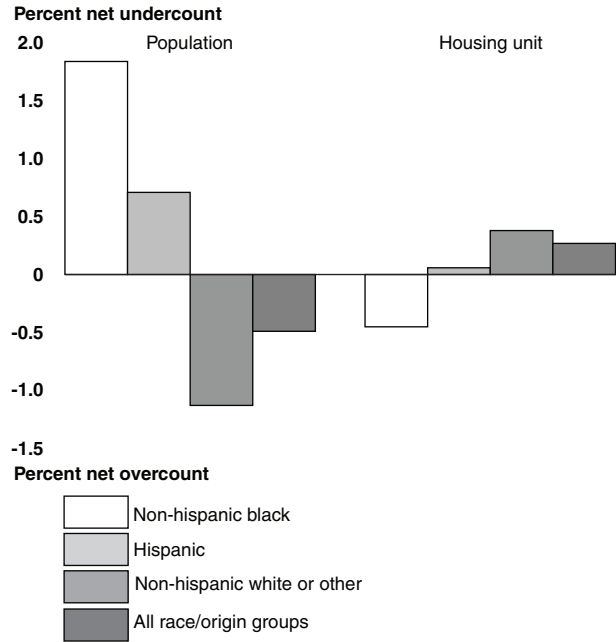 Percent net undercount
Population Housing unit
2.0
1.5
1.0
0.5
0
-0.5
-1.0
-1.5
Percent net overcount
Non-hispanic black
Hispanic
Non-hispanic white or other
All race/origin groups